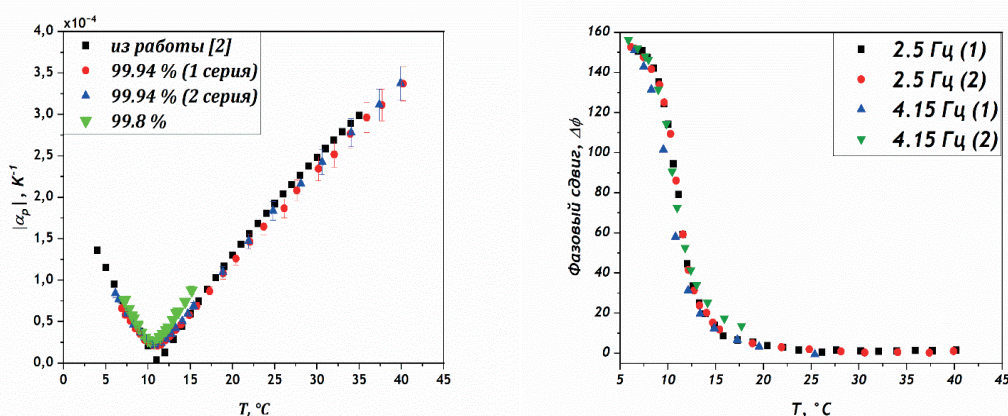 ×10⁻⁴
4,0
3,5
3,0
2,5
2,0
1,5
1,0
0,5
0,0
|αₚ| , K⁻¹
из работы [2]
99.94 % (1 серия)
99.94 % (2 серия)
99.8 %
0 5 10 15 20 25 30 35 40 45
T, °C
160
140
120
100
80
60
40
20
0
Фазовый сдвиг, Δϕ
2.5 Гц (1)
2.5 Гц (2)
4.15 Гц (1)
4.15 Гц (2)
5 10 15 20 25 30 35 40 45
T, °C